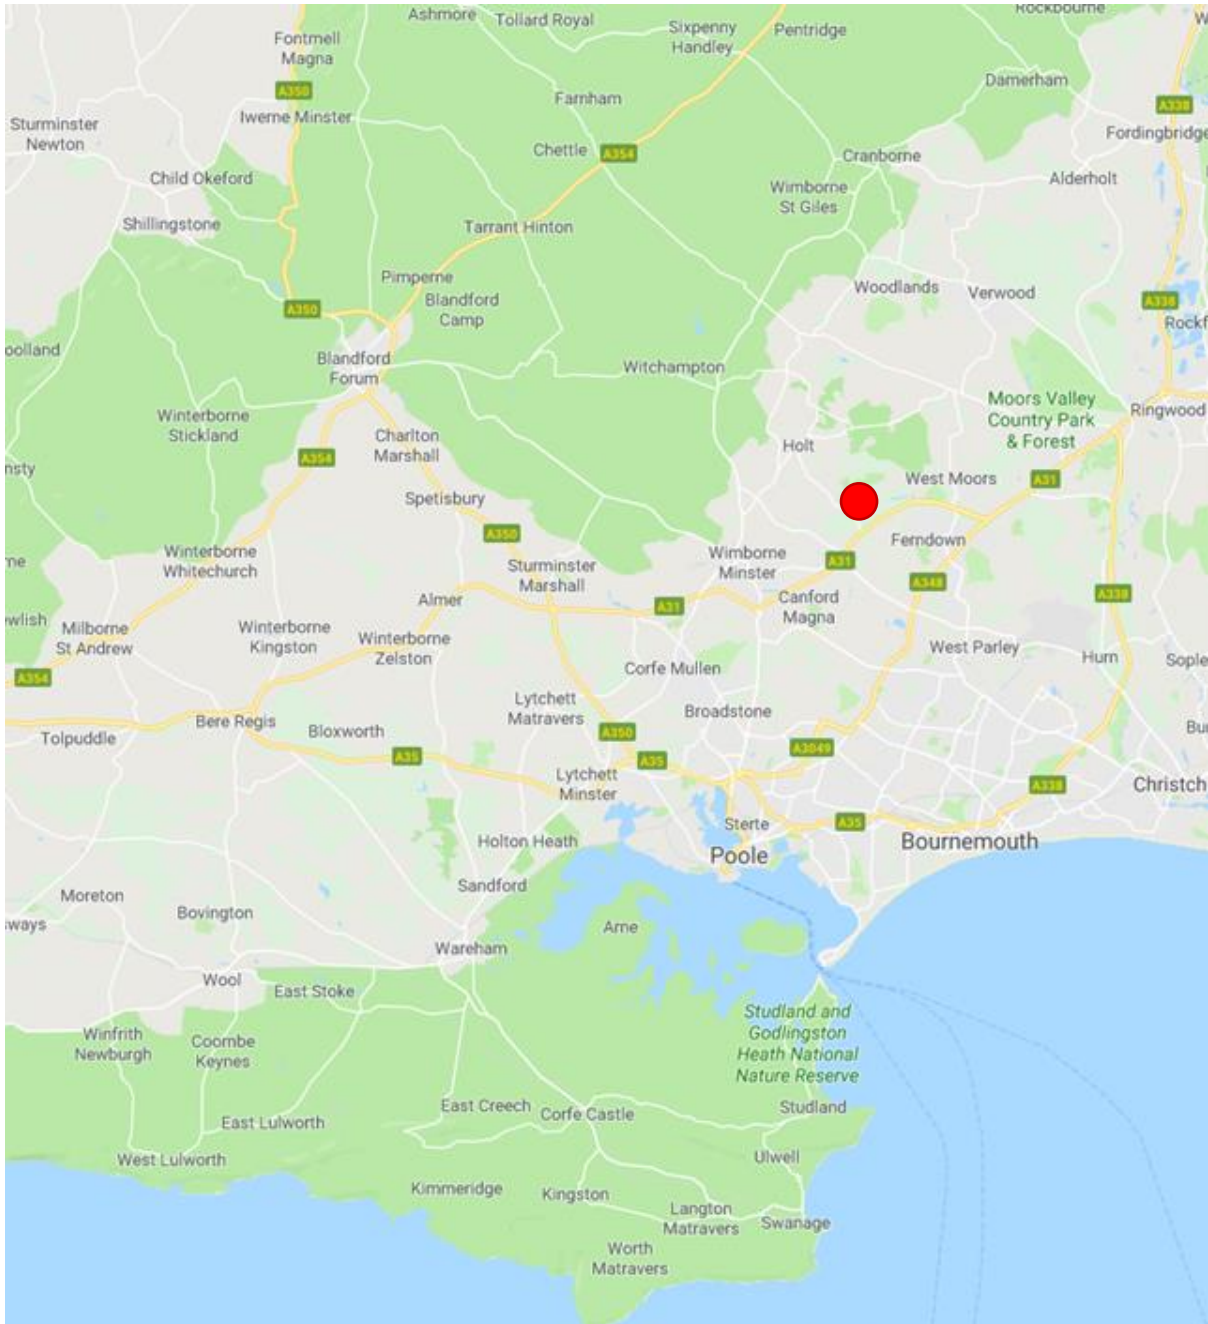 Ashmore
Tollard Royal
Sixpenny
Handley
Pentridge
Rockbourne
Fontmell
Magna
Damerham
A350
Farnham
A338
Iwerne Minster
Sturminster
Newton
Fordingbridge
Chettle
A354
Cranborne
Child Okeford
Alderholt
Wimborne
St Giles
Shillingstone
Tarrant Hinton
Pimperne
Woodlands
Verwood
Blandford
Camp
A350
A338
Blandford
Forum
Witchampton
Moors Valley
Country Park
& Forest
Ringwood
Winterborne
Stickland
Charlton
Marshall
Holt
A354
West Moors
A31
Spetisbury
A350
Ferndown
Winterborne
Whitechurch
Wimborne
Minster
A31
Sturminster
Marshall
A348
A338
Almer
A31
Canford
Magna
Milborne
St Andrew
Winterborne
Kingston
Winterborne
Zelston
West Parley
Hurn
Sople
A354
Corfe Mullen
Lytchett
Matravers
Broadstone
Bere Regis
Bloxworth
Tolpuddle
A350
A3049
A35
A35
Lytchett
Minster
A338
Christch
Sterte
A35
Holton Heath
Poole
Bournemouth
Sandford
Moreton
Bovington
Arne
Wareham
Wool
East Stoke
Studland and
Godlingston
Heath National
Nature Reserve
Winfrith
Newburgh
Coombe
Keynes
East Creech
Corfe Castle
Studland
East Lulworth
West Lulworth
Ulwell
Kimmeridge
Kingston
Langton
Matravers
Swanage
Worth
Matravers